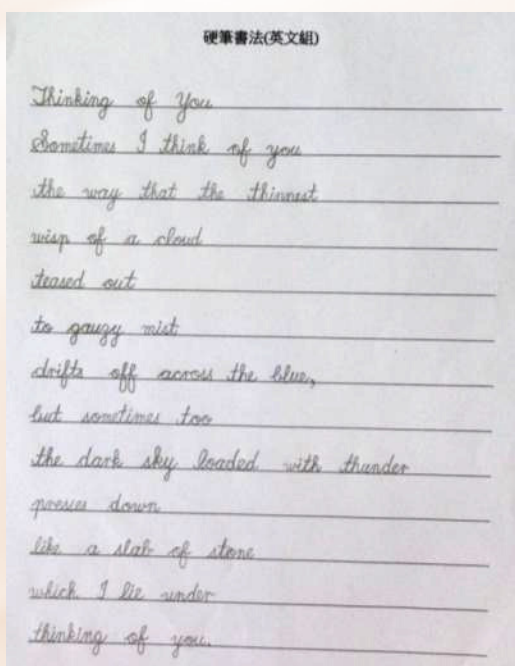 硬筆書法(英文組)
Thinking of You
Sometimes I think of you
the way that the thinnest
wisp of a cloud
teased out
to gauzy mist
drifts off across the blue,
but sometimes too
the dark sky loaded with thunder
presses down
like a slab of stone
which I lie under
thinking of you.